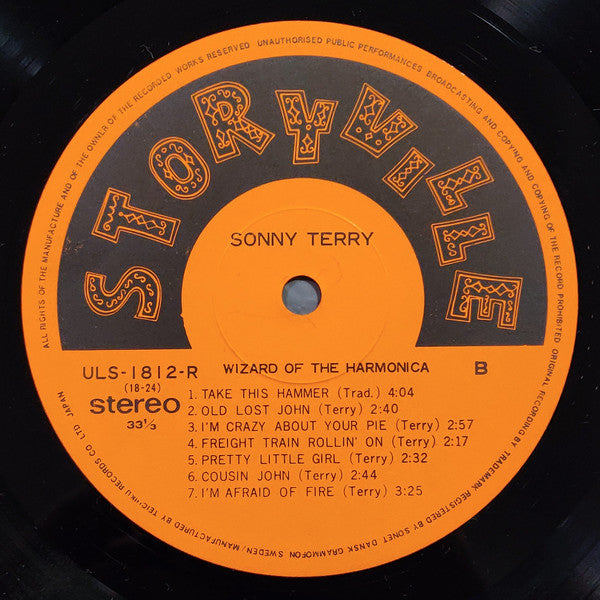 ALL RIGHTS OF THE MANUFACTURE AND OF THE OWNER OF THE RECORDED WORKS RESERVED UNAUTHORISED PUBLIC PERFORMANCES, BROADCASTING AND COPYING AND COPYING OF THE RECORD PROHIBITED
STORYVILLE
SONNY TERRY
ULS-1812-R WIZARD OF THE HARMONICA B
(18-24)
stereo
33⅓
1. TAKE THIS HAMMER (Trad.) 4:04
2. OLD LOST JOHN (Terry) 2:40
3. I'M CRAZY ABOUT YOUR PIE (Terry) 2:57
4. FREIGHT TRAIN ROLLIN' ON (Terry) 2:17
5. PRETTY LITTLE GIRL (Terry) 2:32
6. COUSIN JOHN (Terry) 2:44
7. I'M AFRAID OF FIRE (Terry) 3:25
ORIGINAL RECORDING BY TRADEMARK REGISTERED BY SONET DANSK GRAMMOFON SWEDEN/MANUFACTURED BY TEICHIKU RECORDS CO LTD JAPAN